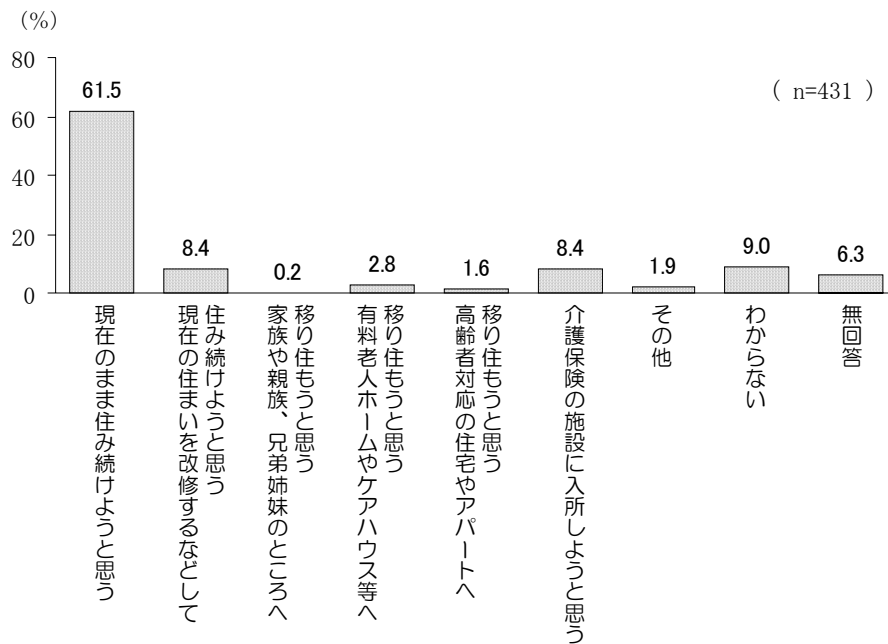 (%)
80
60
40
20
0
( n=431 )
61.5
8.4
0.2
2.8
1.6
8.4
1.9
9.0
6.3
現在のまま住み続けようと思う
現在の住まいを改修するなどして
住み続けようと思う
家族や親族、兄弟姉妹のところへ
移り住もうと思う
有料老人ホームやケアハウス等へ
移り住もうと思う
高齢者対応の住宅やアパートへ
移り住もうと思う
介護保険の施設に入所しようと思う
その他
わからない
無回答